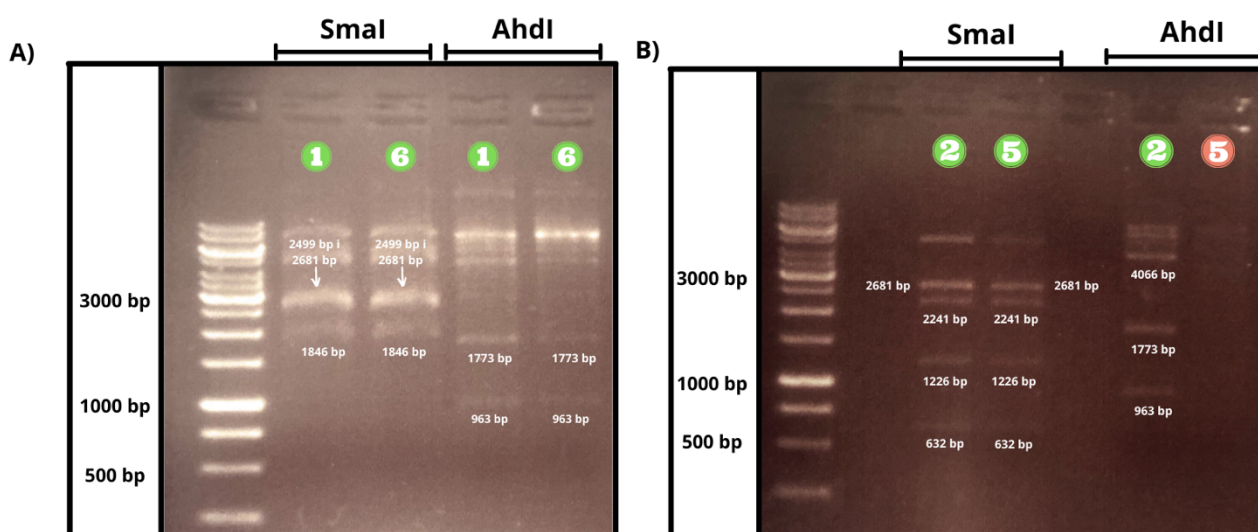 A)
SmaI
AhdI
1
6
1
6
2499 bp i
2681 bp
2499 bp i
2681 bp
3000 bp
1846 bp
1846 bp
1773 bp
1773 bp
1000 bp
963 bp
963 bp
500 bp
B)
SmaI
AhdI
2
5
2
5
3000 bp
2681 bp
2681 bp
4066 bp
2241 bp
2241 bp
1773 bp
1226 bp
1226 bp
1000 bp
963 bp
500 bp
632 bp
632 bp